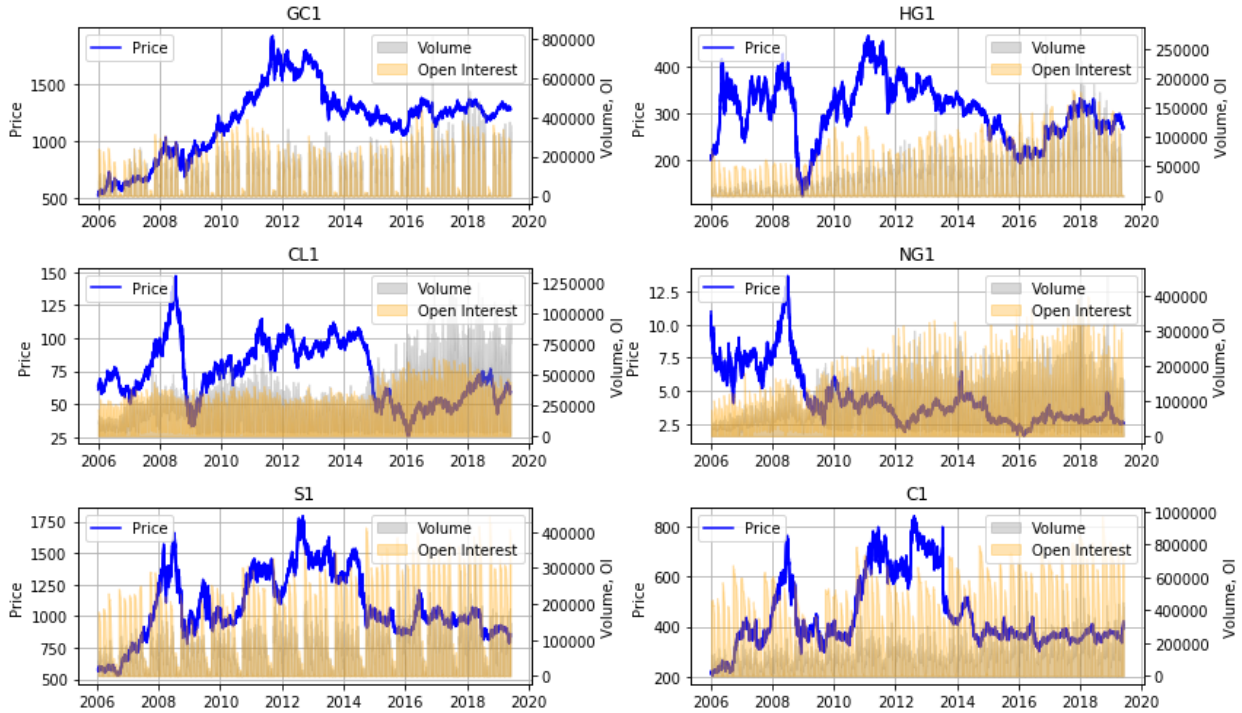 GC1
Price
Volume
Open Interest
1500
1000
500
Price
800000
600000
400000
200000
0
Volume, OI
2006 2008 2010 2012 2014 2016 2018 2020
HG1
Price
Volume
Open Interest
400
300
200
Price
250000
200000
150000
100000
50000
0
Volume, OI
2006 2008 2010 2012 2014 2016 2018 2020
CL1
Price
Volume
Open Interest
150
125
100
75
50
25
Price
1250000
1000000
750000
500000
250000
0
Volume, OI
2006 2008 2010 2012 2014 2016 2018 2020
NG1
Price
Volume
Open Interest
12.5
10.0
7.5
5.0
2.5
Price
400000
300000
200000
100000
0
Volume, OI
2006 2008 2010 2012 2014 2016 2018 2020
S1
Price
Volume
Open Interest
1750
1500
1250
1000
750
500
Price
400000
300000
200000
100000
0
Volume, OI
2006 2008 2010 2012 2014 2016 2018 2020
C1
Price
Volume
Open Interest
800
600
400
200
Price
1000000
800000
600000
400000
200000
0
Volume, OI
2006 2008 2010 2012 2014 2016 2018 2020